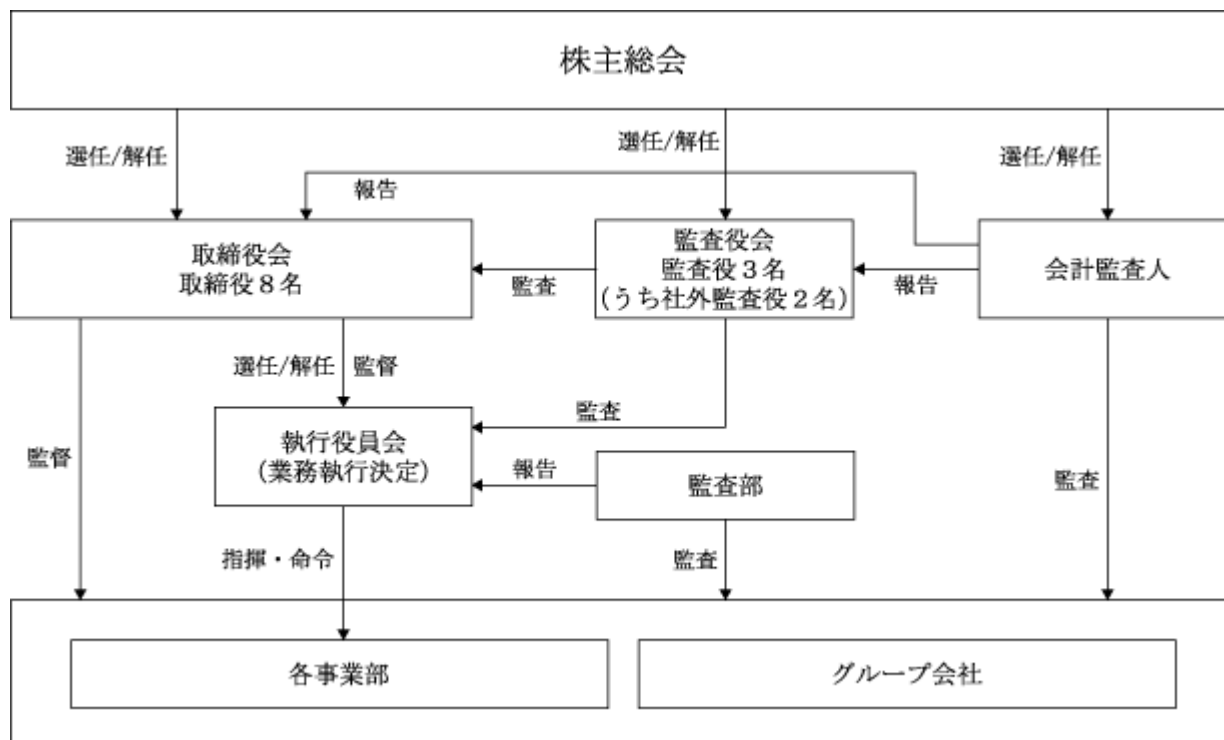 株主総会
選任/解任
選任/解任
選任/解任
報告
取締役会
取締役８名
監査
監査役会
監査役３名
(うち社外監査役２名)
報告
会計監査人
選任/解任
監督
監査
執行役員会
(業務執行決定)
報告
監査部
監督
監査
指揮・命令
監査
各事業部
グループ会社